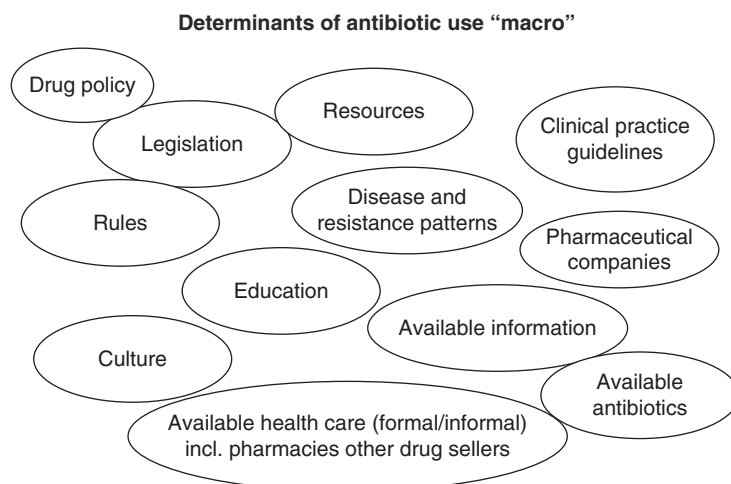 Determinants of antibiotic use “macro”
Drug policy
Legislation
Resources
Clinical practice
guidelines
Rules
Disease and
resistance patterns
Pharmaceutical
companies
Education
Available information
Culture
Available
antibiotics
Available health care (formal/informal)
incl. pharmacies other drug sellers